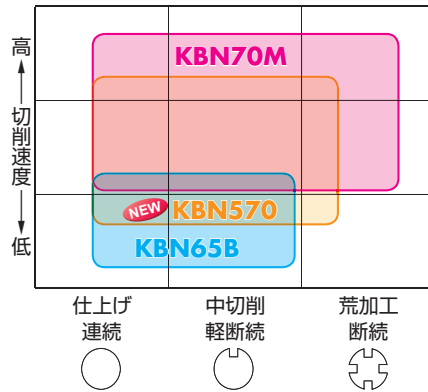 高
切削速度
低
KBN70M
NEW KBN570
KBN65B
仕上げ
連続
中切削
軽断続
荒加工
断続